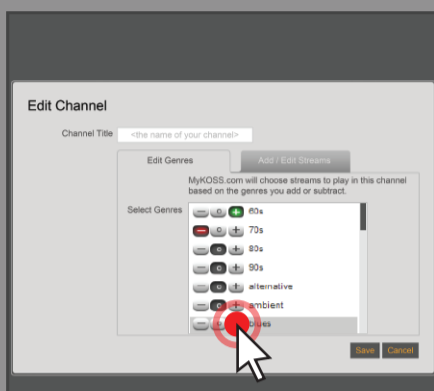 Edit Channel
Channel Title <the name of your channel>
Edit Genres Add / Edit Streams
MyKOSS.com will choose streams to play in this channel
based on the genres you add or subtract.
Select Genres
60s
70s
80s
90s
alternative
ambient
blues
Save Cancel